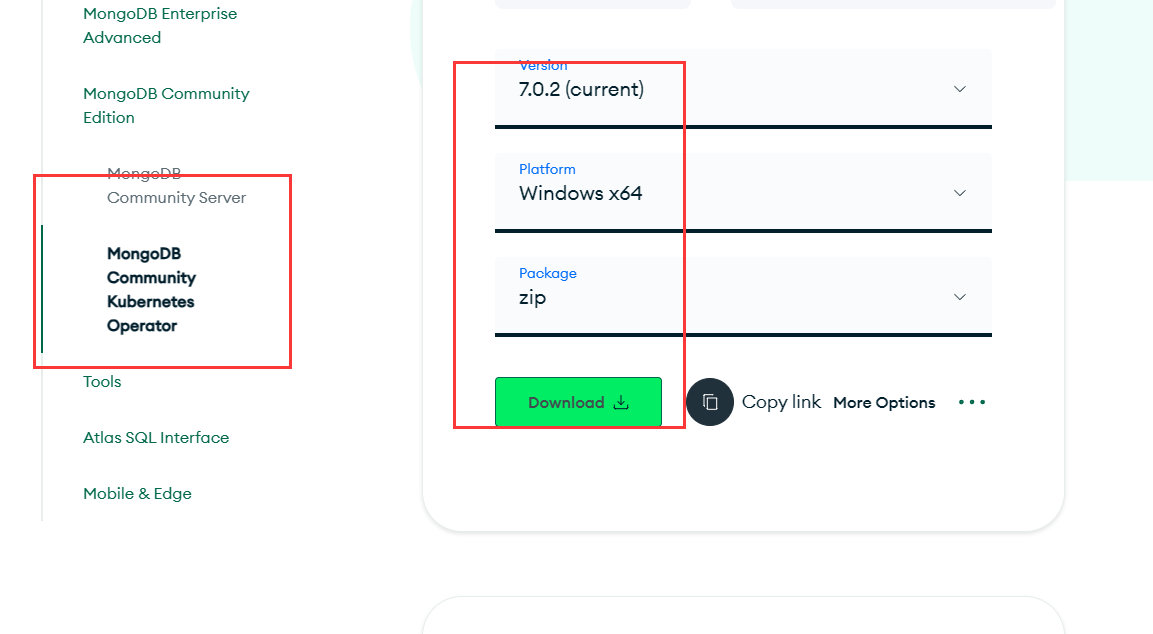 MongoDB Enterprise
Advanced
MongoDB Community
Edition
MongoDB
Community Server
MongoDB
Community
Kubernetes
Operator
Tools
Atlas SQL Interface
Mobile & Edge
Version
7.0.2 (current)
Platform
Windows x64
Package
zip
Download
Copy link
More Options